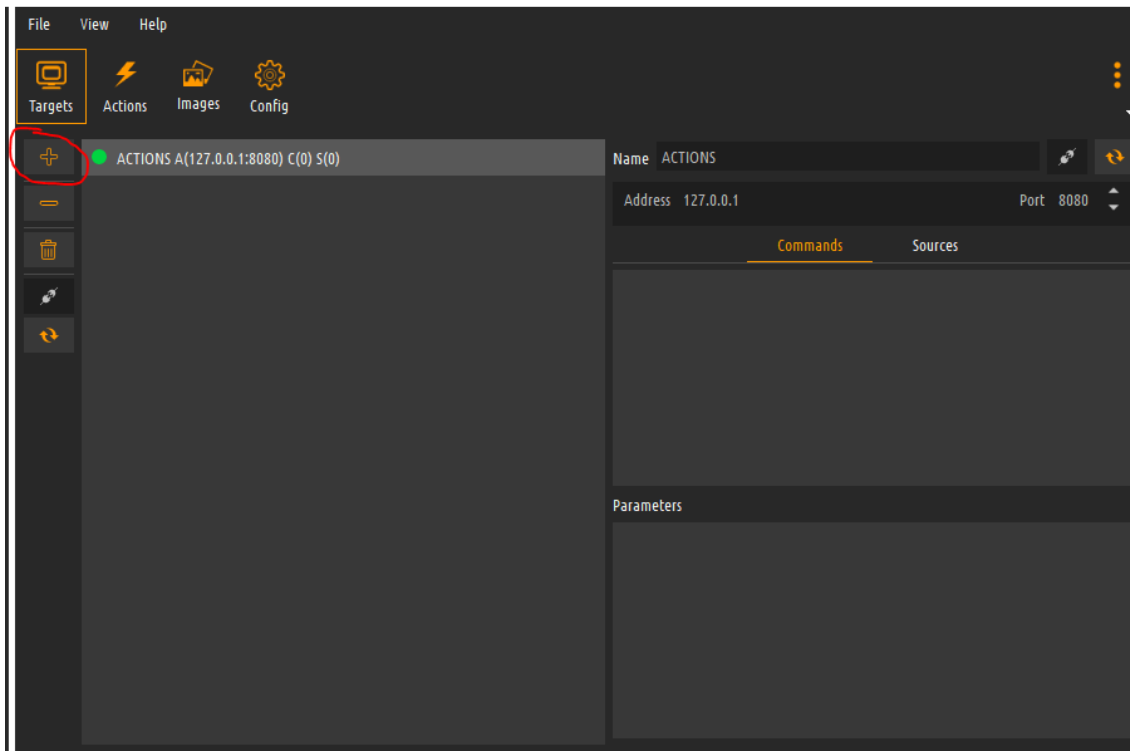 File View Help
Targets Actions Images Config
ACTIONS A(127.0.0.1:8080) C(0) S(0)
Name ACTIONS
Address 127.0.0.1 Port 8080
Commands Sources
Parameters